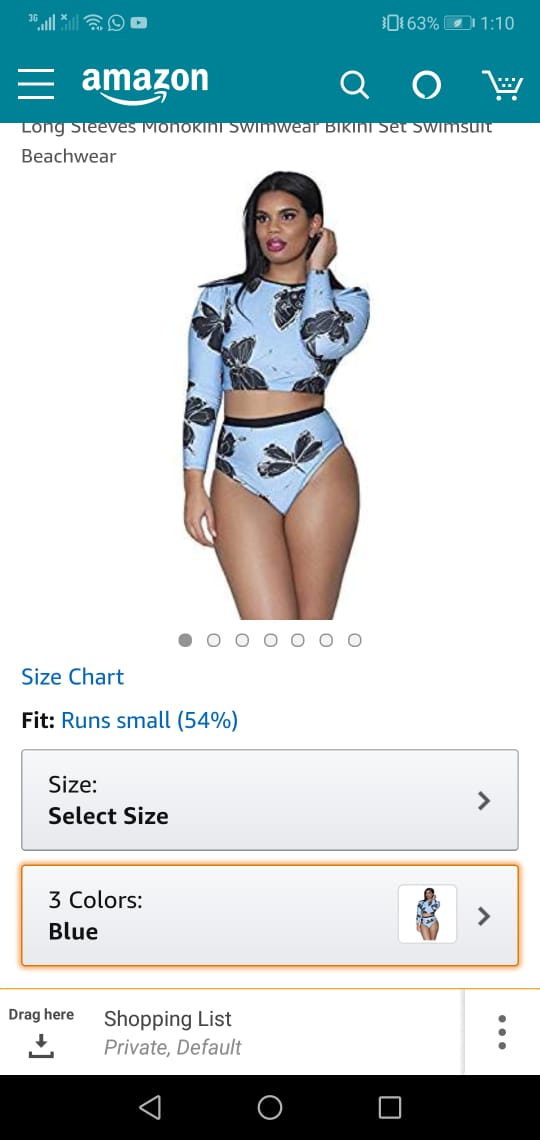 3G 63% 1:10
amazon
Long Sleeves Monokini Swimwear Bikini Set Swimsuit
Beachwear
Size Chart
Fit: Runs small (54%)
Size:
Select Size
3 Colors:
Blue
Drag here
Shopping List
Private, Default